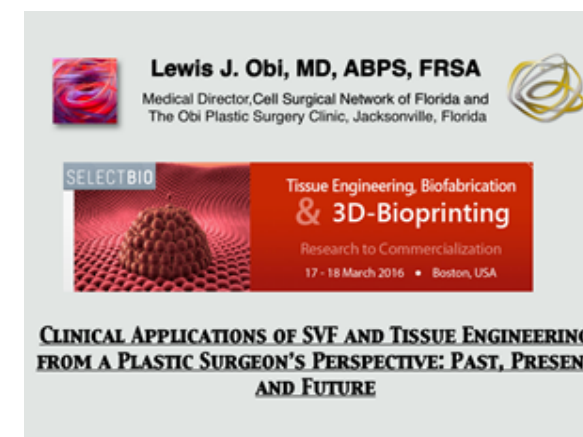 Lewis J. Obi, MD, ABPS, FRSA
Medical Director,Cell Surgical Network of Florida and
The Obi Plastic Surgery Clinic, Jacksonville, Florida
SELECTBIO
Tissue Engineering, Biofabrication
& 3D-Bioprinting
Research to Commercialization
17 - 18 March 2016 • Boston, USA
CLINICAL APPLICATIONS OF SVF AND TISSUE ENGINEERING
FROM A PLASTIC SURGEON'S PERSPECTIVE: PAST, PRESEN
AND FUTURE